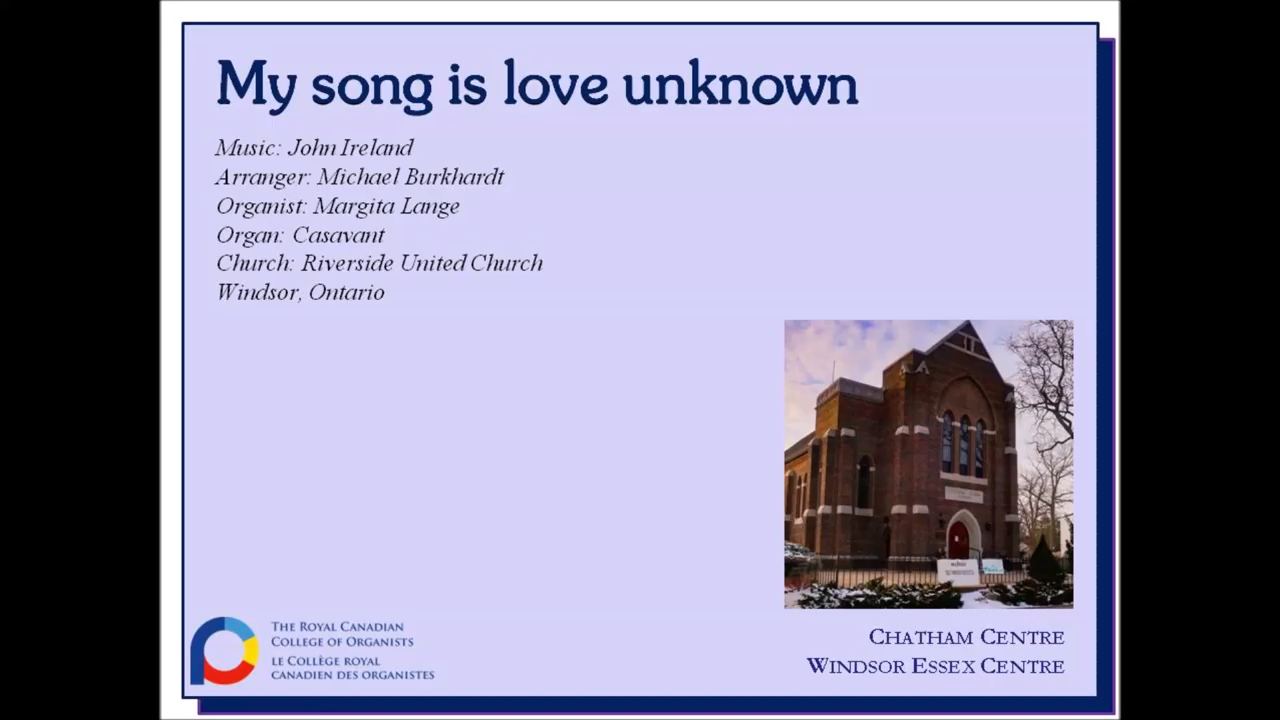 My song is love unknown
Music: John Ireland
Arranger: Michael Burkhardt
Organist: Margita Lange
Organ: Casavant
Church: Riverside United Church
Windsor, Ontario
THE ROYAL CANADIAN
COLLEGE OF ORGANISTS
LE COLLÈGE ROYAL
CANADIEN DES ORGANISTES
CHATHAM CENTRE
WINDSOR ESSEX CENTRE